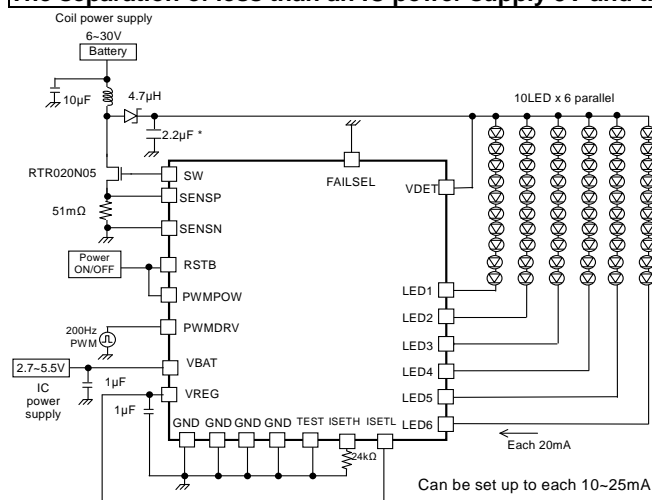 Coil power supply
6~30V
Battery
10µF
4.7µH
2.2µF *
10LED x 6 parallel
RTR020N05
SW
FAILSEL
VDET
SENSP
51mΩ
SENSN
Power
ON/OFF
RSTB
PWMPOW
LED1
LED2
200Hz
PWM
PWMDRV
LED3
2.7~5.5V
VBAT
LED4
IC
power
supply
1µF
VREG
LED5
1µF
GND GND GND GND TEST ISETH ISETL
LED6
24kΩ
Each 20mA
Can be set up to each 10~25mA